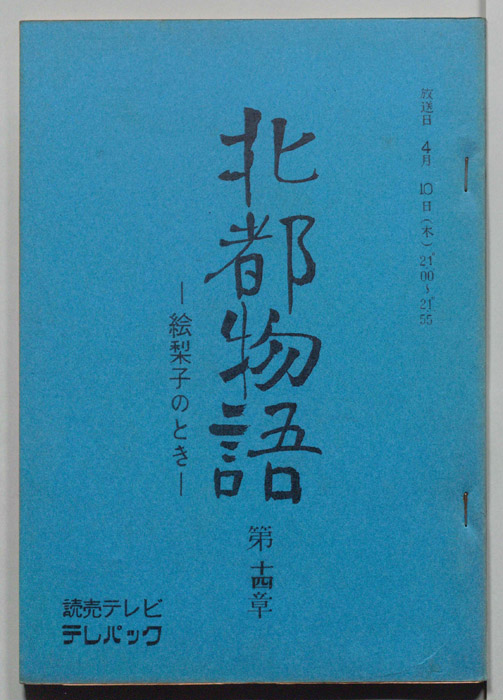 放送日 4月 10日(木) 21°00～21°55
北都物語
―絵梨子のとき―
第十四章
読売テレビ
テレパック